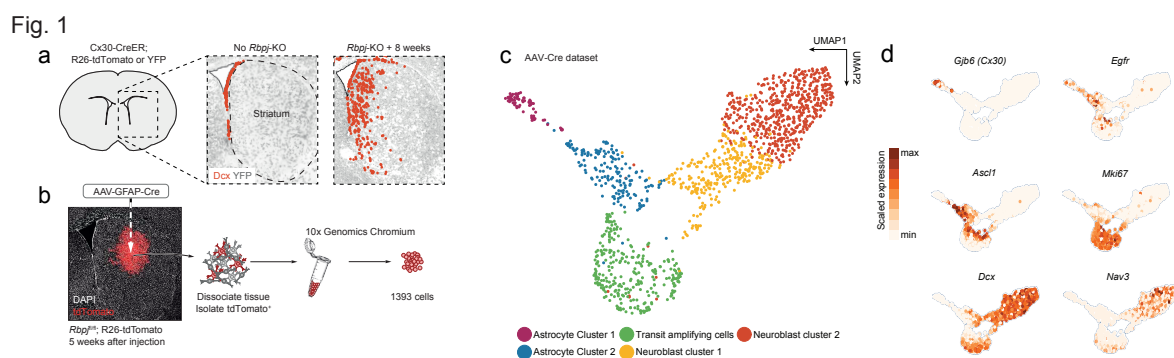 Fig. 1
a
Cx30-CreER;
R26-tdTomato or YFP
No Rbpj-KO
Rbpj-KO + 8 weeks
Striatum
Dcx YFP
b
AAV-GFAP-Cre
DAPI
tdTomato
Rbpjfl/fl; R26-tdTomato
5 weeks after injection
Dissociate tissue
Isolate tdTomato+
10x Genomics Chromium
1393 cells
c
AAV-Cre dataset
UMAP1
UMAP2
Astrocyte Cluster 1
Transit amplifying cells
Neuroblast cluster 2
Astrocyte Cluster 2
Neuroblast cluster 1
d
Gjb6 (Cx30)
Egfr
Scaled expression
max
min
Ascl1
Mki67
Dcx
Nav3